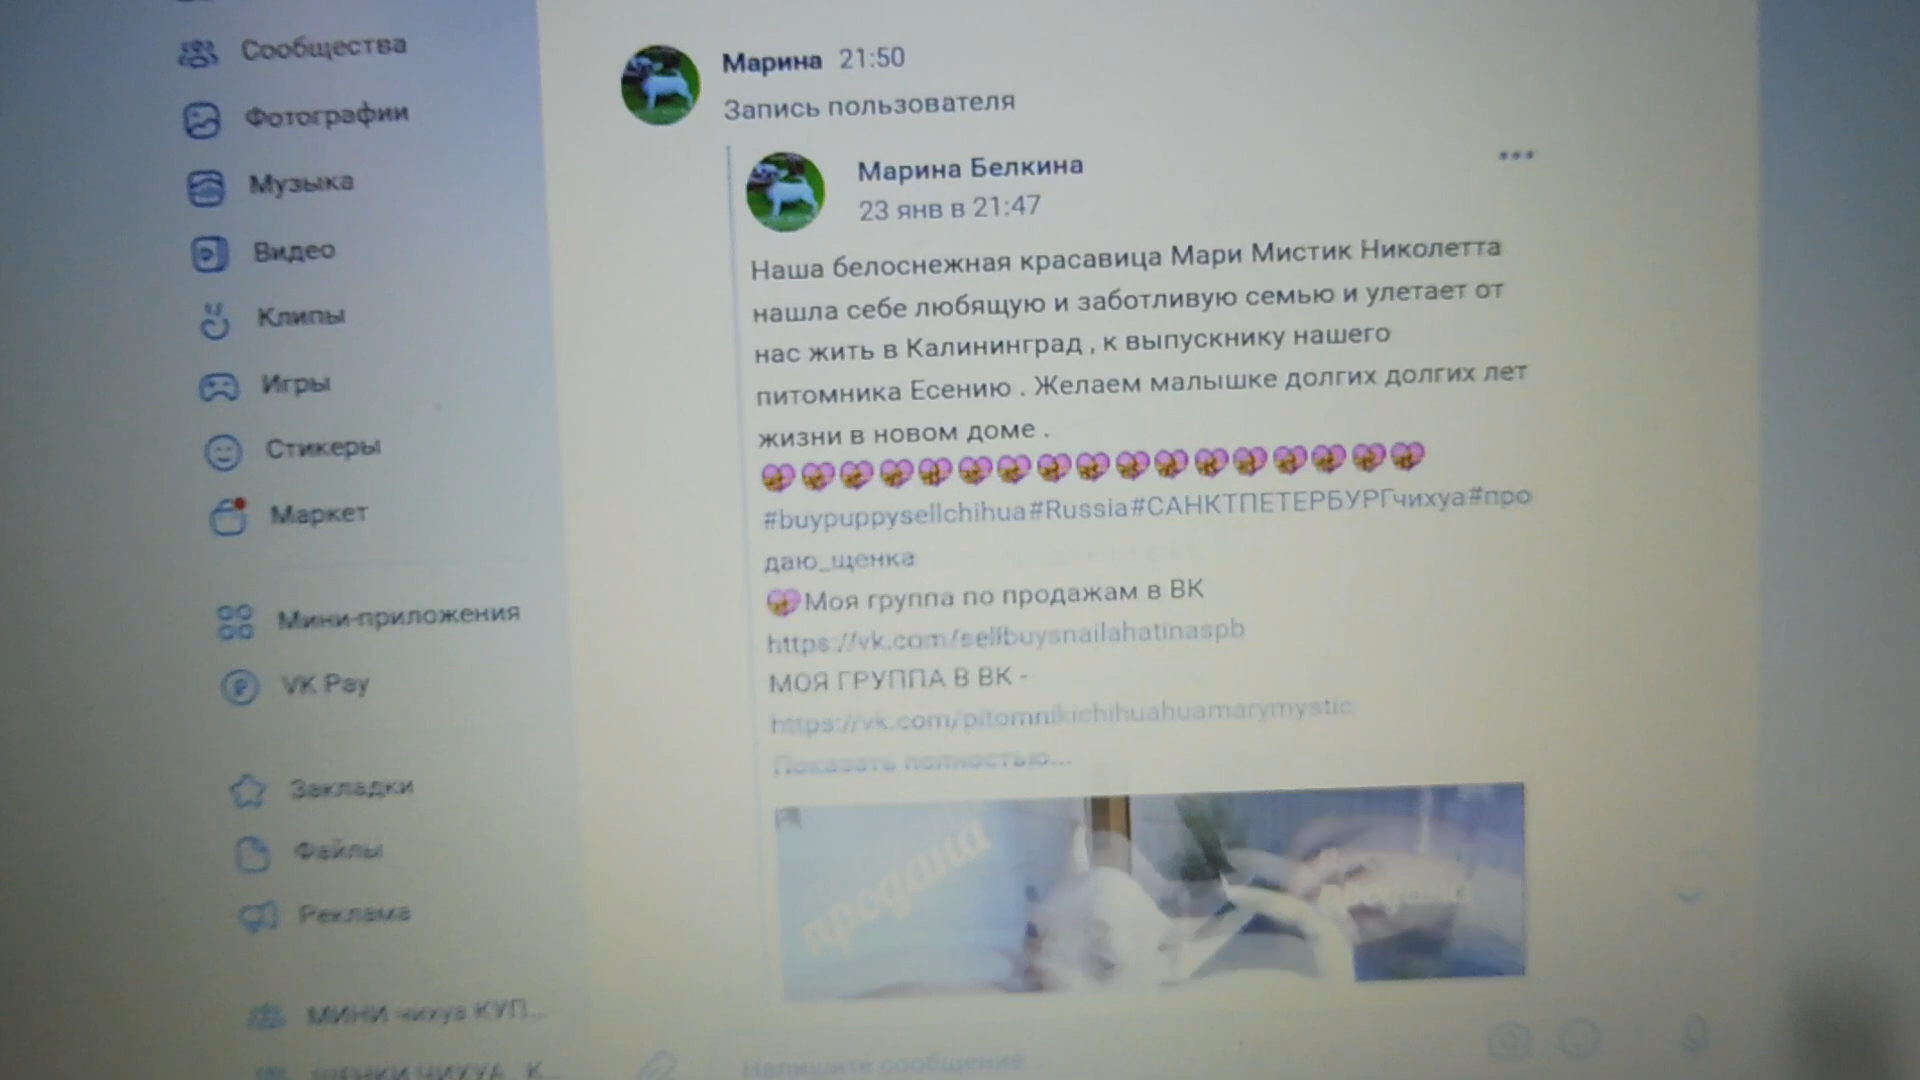 Сообщества
Фотографии
Музыка
Видео
Клипы
Игры
Стикеры
Маркет
Мини-приложения
VK Pay
Закладки
Файлы
Реклама
МИНИ чихуа КУП...
ЩЕНКИ ЧИХУА К...
Марина 21:50
Запись пользователя
Марина Белкина
23 янв в 21:47
Наша белоснежная красавица Мари Мистик Николетта
нашла себе любящую и заботливую семью и улетает от
нас жить в Калининград , к выпускнику нашего
питомника Есению . Желаем малышке долгих долгих лет
жизни в новом доме .
💝💝💝💝💝💝💝💝💝💝💝💝💝💝💝💝💝
#buypuppysellchihua#Russia#САНКТПЕТЕРБУРГчихуа#про
даю_щенка
💝Моя группа по продажам в ВК
https://vk.com/sellbuysnailahatinaspb
МОЯ ГРУППА В ВК -
https://vk.com/pitomnikichihuahuamarymystic
Показать полностью...
продана
Напишите сообщение